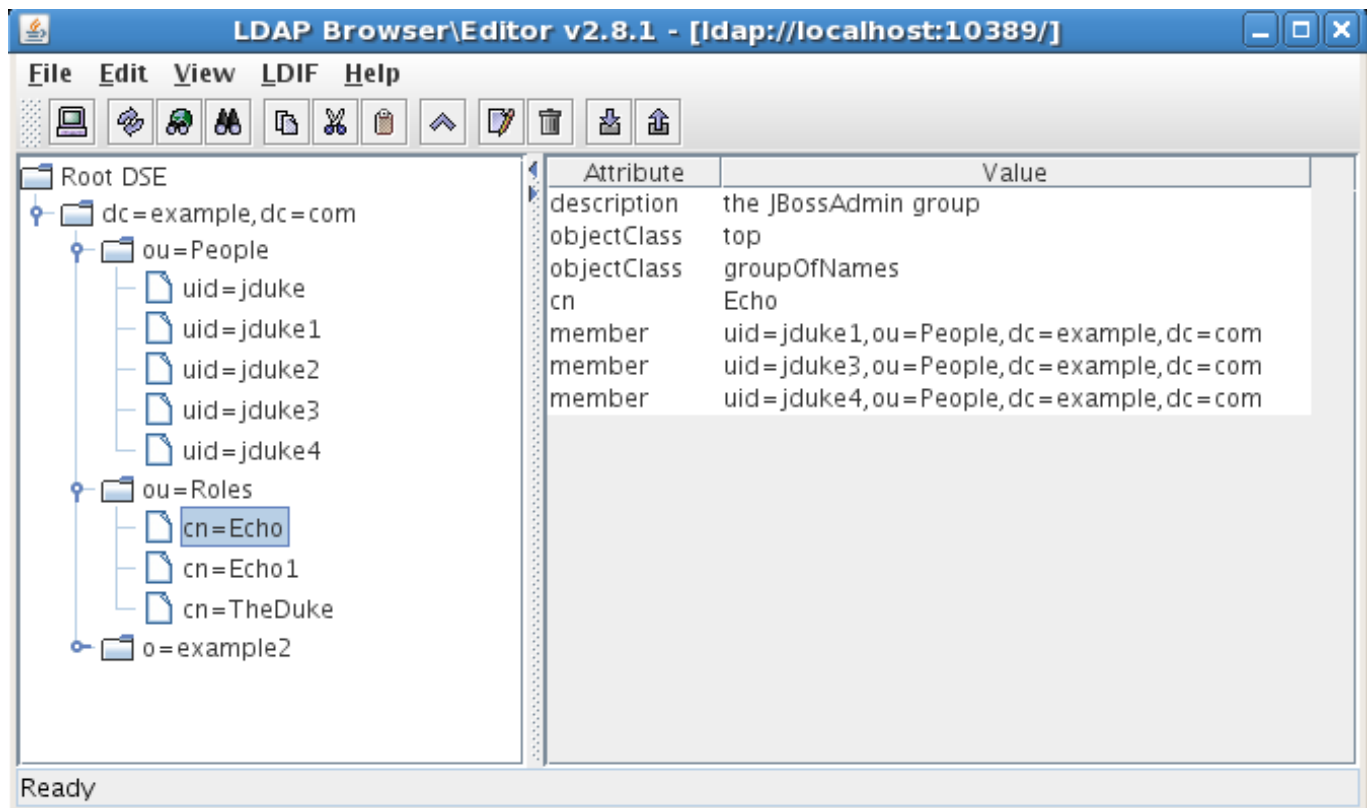 LDAP Browser\Editor v2.8.1 - [ldap://localhost:10389/]
File Edit View LDIF Help
Root DSE
dc=example,dc=com
ou=People
uid=jduke
uid=jduke1
uid=jduke2
uid=jduke3
uid=jduke4
ou=Roles
cn=Echo
cn=Echo1
cn=TheDuke
o=example2
Attribute Value
description the JBossAdmin group
objectClass top
objectClass groupOfNames
cn Echo
member uid=jduke1,ou=People,dc=example,dc=com
member uid=jduke3,ou=People,dc=example,dc=com
member uid=jduke4,ou=People,dc=example,dc=com
Ready